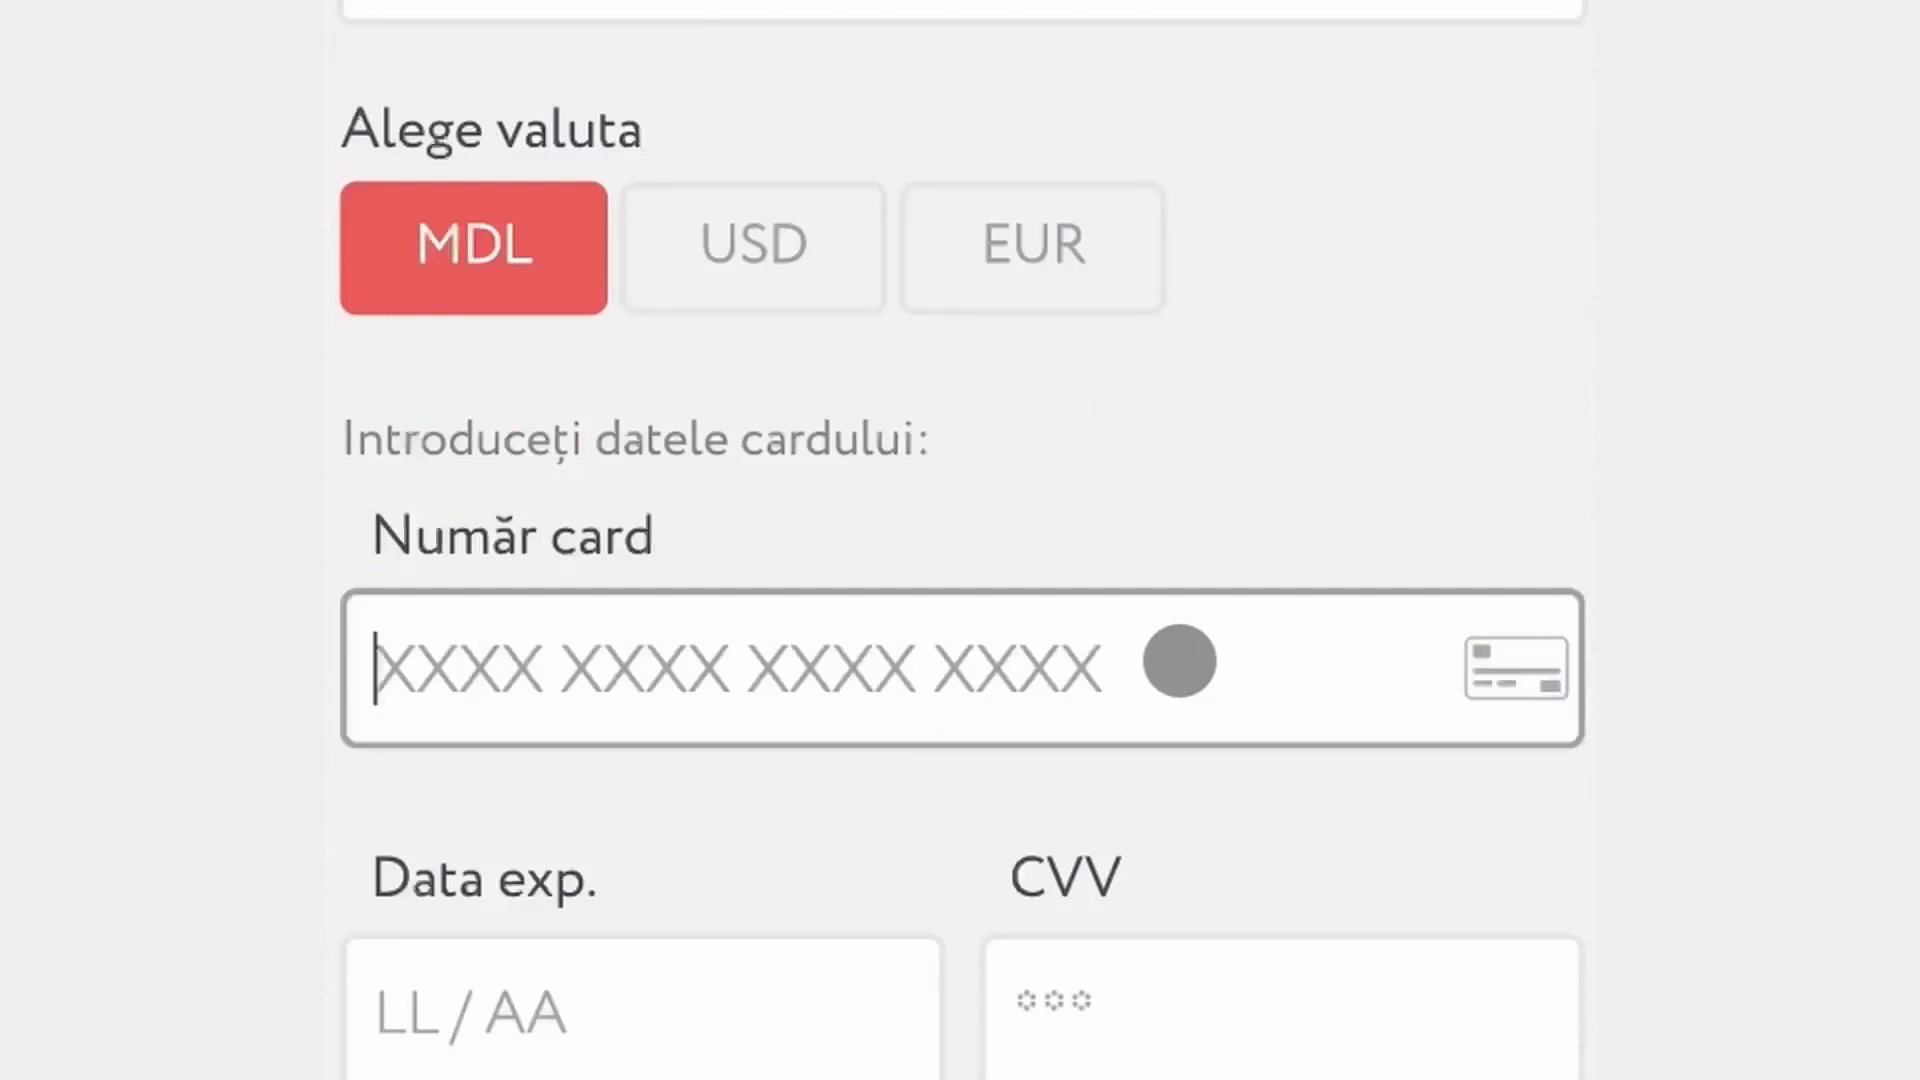 Alege valuta
MDL USD EUR
Introduceți datele cardului:
Număr card
XXXX XXXX XXXX XXXX
Data exp. CVV
LL / AA ***